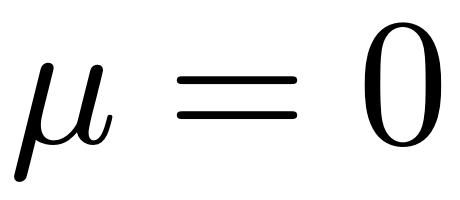 μ = 0